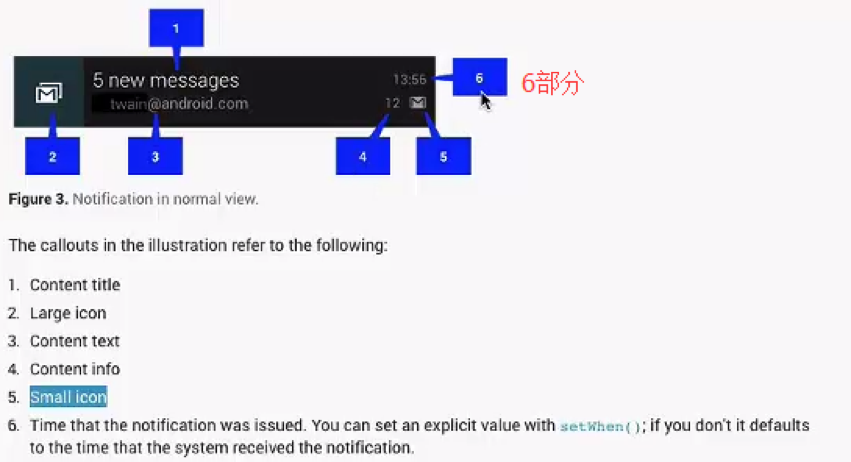 1
5 new messages
13:56
6
6部分
twain@android.com
12
2
3
4
5
Figure 3. Notification in normal view.
The callouts in the illustration refer to the following:
1. Content title
2. Large icon
3. Content text
4. Content info
5. Small icon
6. Time that the notification was issued. You can set an explicit value with setWhen(); if you don't it defaults
to the time that the system received the notification.